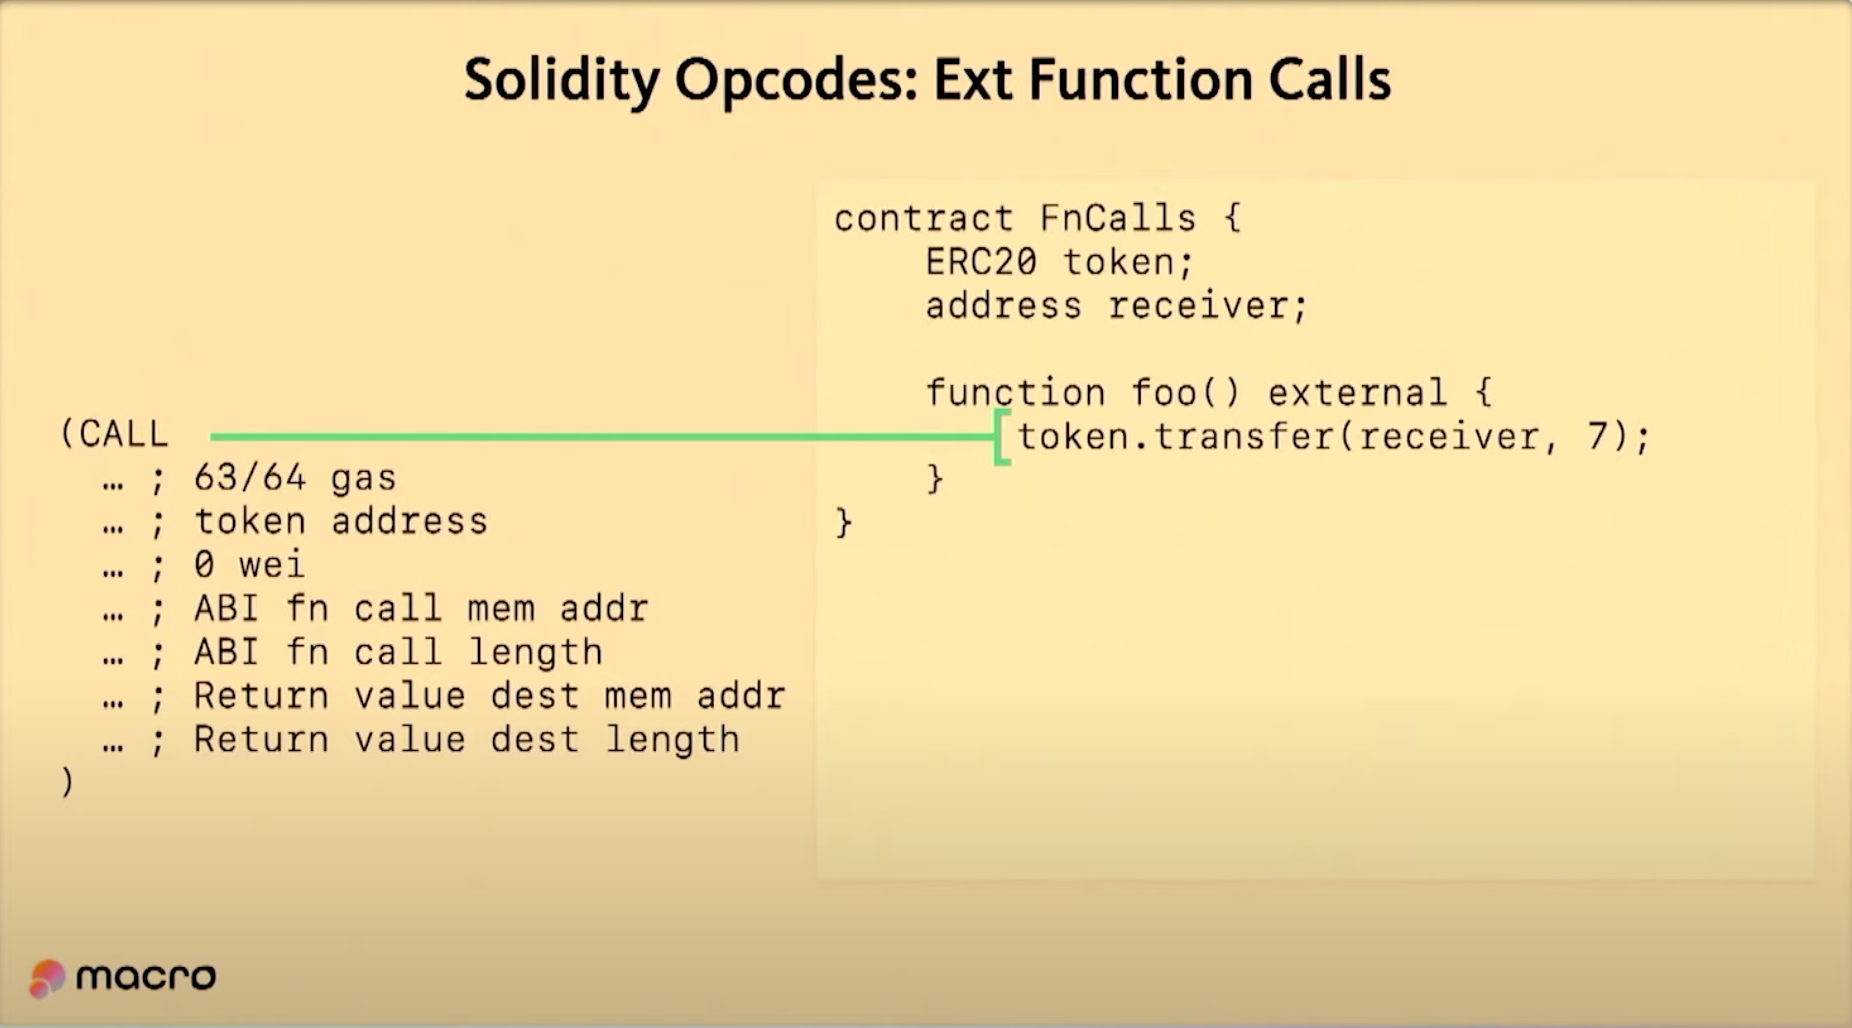 Solidity Opcodes: Ext Function Calls
(CALL
… ; 63/64 gas
… ; token address
… ; 0 wei
… ; ABI fn call mem addr
… ; ABI fn call length
… ; Return value dest mem addr
… ; Return value dest length
)
contract FnCalls {
ERC20 token;
address receiver;
function foo() external {
token.transfer(receiver, 7);
}
}
macro